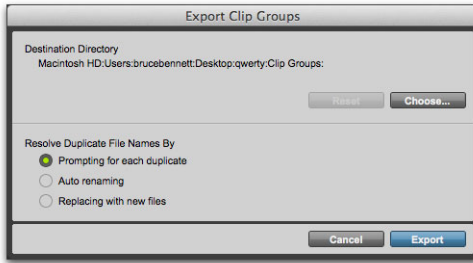 Export Clip Groups
Destination Directory
Macintosh HD:Users:brucebennett:Desktop:qwerty:Clip Groups:
Reset Choose...
Resolve Duplicate File Names By
Prompting for each duplicate
Auto renaming
Replacing with new files
Cancel Export